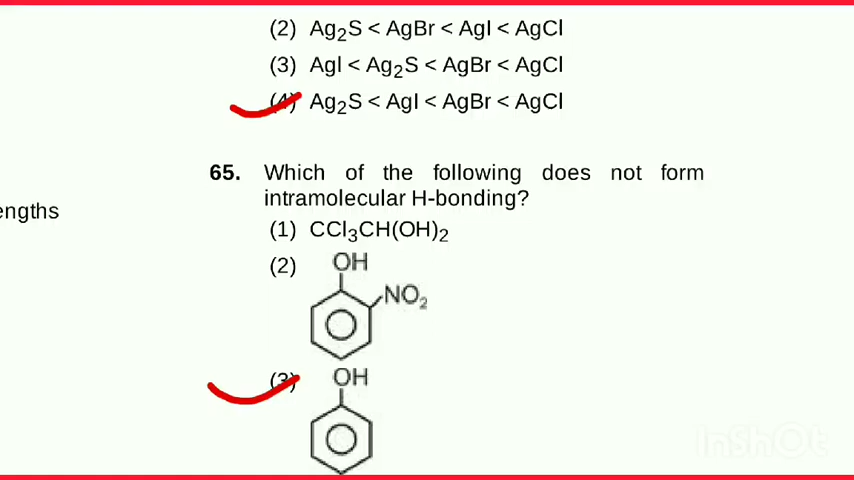 (2) Ag₂S < AgBr < AgI < AgCl
(3) AgI < Ag₂S < AgBr < AgCl
(4) Ag₂S < AgI < AgBr < AgCl
65. Which of the following does not form
intramolecular H-bonding?
engths
(1) CCl₃CH(OH)₂
(2)
OH
NO₂
(3)
OH
InShOt